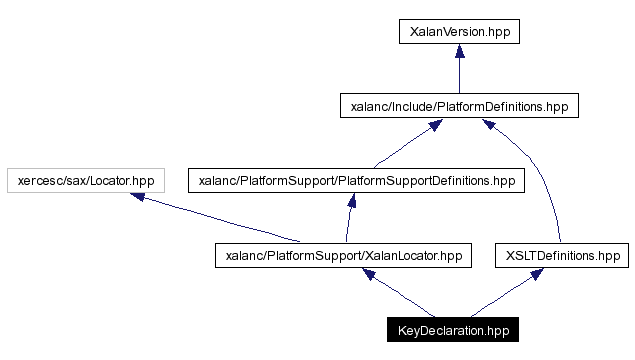 XalanVersion.hpp
xalanc/Include/PlatformDefinitions.hpp
xercesc/sax/Locator.hpp
xalanc/PlatformSupport/PlatformSupportDefinitions.hpp
xalanc/PlatformSupport/XalanLocator.hpp
XSLTDefinitions.hpp
KeyDeclaration.hpp